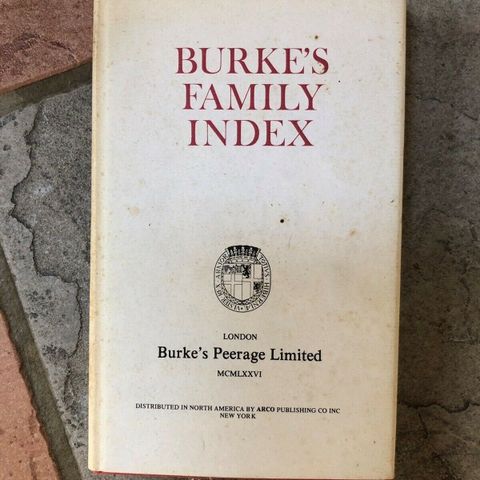 BURKE'S
FAMILY
INDEX
LONDON
Burke's Peerage Limited
MCMLXXVI
DISTRIBUTED IN NORTH AMERICA BY ARCO PUBLISHING CO INC
NEW YORK